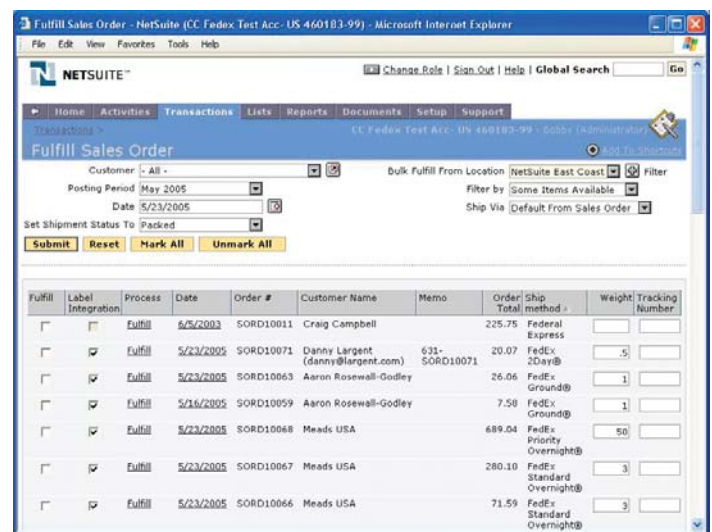 Fulfill Sales Order - NetSuite (CC Fedex Test Acc- US 460183-99) - Microsoft Internet Explorer
File Edit View Favorites Tools Help
N NETSUITE™ Change Role | Sign Out | Help | Global Search Go
Home Activities Transactions Lists Reports Documents Setup Support
Transactions > CC Fedex Test Acc- US 460183-99 - Bobby (Administrator)
Fulfill Sales Order Add To Shortcuts
Customer - All - Bulk Fulfill From Location NetSuite East Coast Filter
Posting Period May 2005 Filter by Some Items Available
Date 5/23/2005 Ship Via Default From Sales Order
Set Shipment Status To Packed
Submit Reset Mark All Unmark All
Fulfill Label Process Date Order # Customer Name Memo Order Ship Weight Tracking
Integration Total method Number
Fulfill 6/5/2003 SORD10011 Craig Campbell 225.75 Federal
Express
Fulfill 5/23/2005 SORD10071 Danny Largent 631- 20.07 FedEx .5
(danny@largent.com) SORD10071 2Day®
Fulfill 5/23/2005 SORD10063 Aaron Rosewall-Godley 26.06 FedEx 1
Ground®
Fulfill 5/16/2005 SORD10059 Aaron Rosewall-Godley 7.58 FedEx 1
Ground®
Fulfill 5/23/2005 SORD10068 Meads USA 689.04 FedEx 50
Priority
Overnight®
Fulfill 5/23/2005 SORD10067 Meads USA 280.10 FedEx 3
Standard
Overnight®
Fulfill 5/23/2005 SORD10066 Meads USA 71.59 FedEx 3
Standard
Overnight®